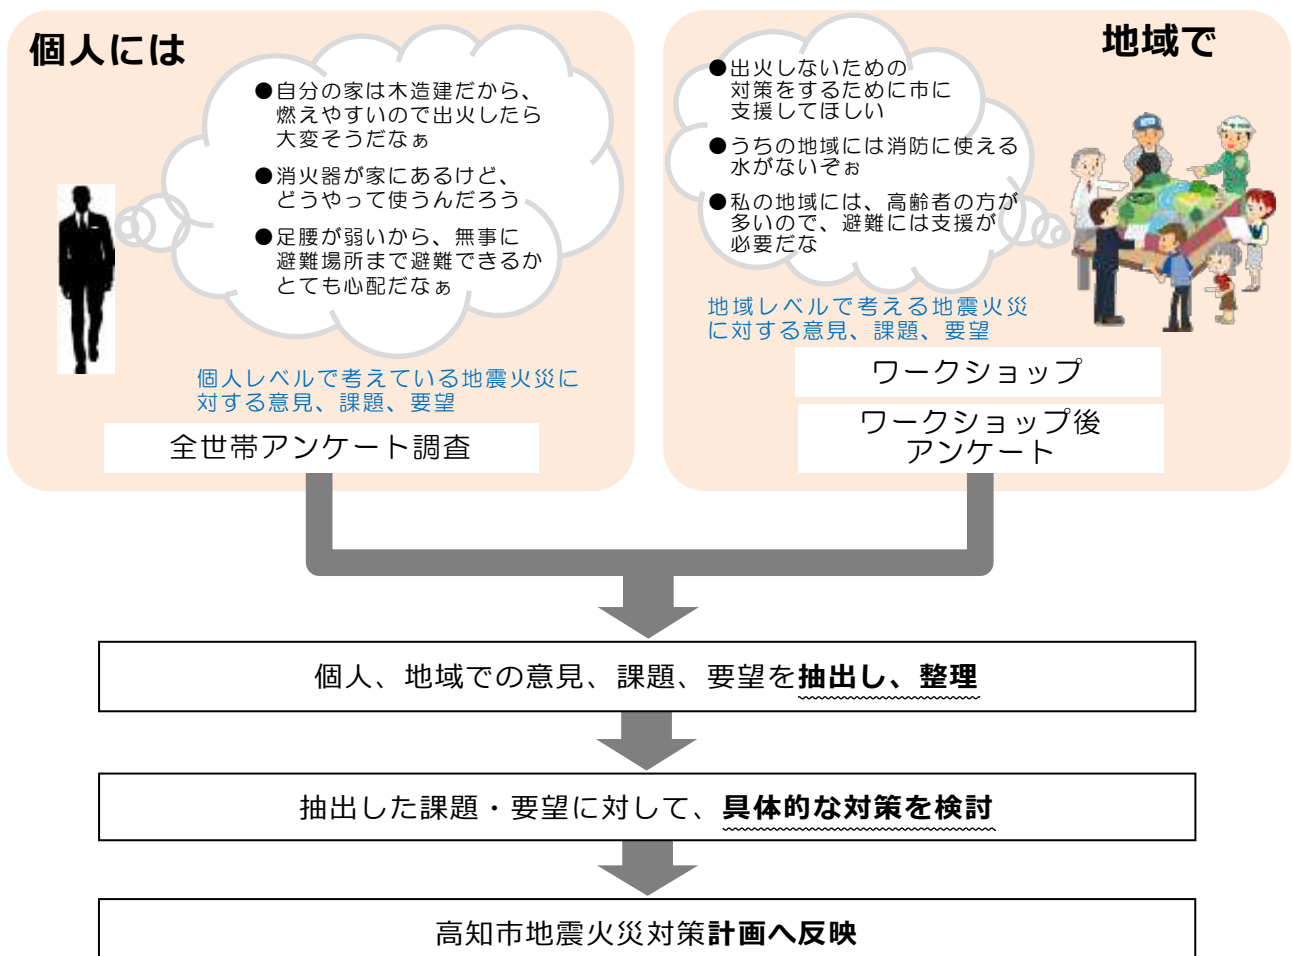 個人には
●自分の家は木造建だから、
燃えやすいので出火したら
大変そうだなぁ
●消火器が家にあるけど、
どうやって使うんだろう
●足腰が弱いから、無事に
避難場所まで避難できるか
とても心配だなぁ
個人レベルで考えている地震火災に
対する意見、課題、要望
全世帯アンケート調査
地域で
●出火しないための
対策をするために市に
支援してほしい
●うちの地域には消防に使える
水がないぞぉ
●私の地域には、高齢者の方が
多いので、避難には支援が
必要だな
地域レベルで考える地震火災
に対する意見、課題、要望
ワークショップ
ワークショップ後
アンケート
個人、地域での意見、課題、要望を抽出し、整理
抽出した課題・要望に対して、具体的な対策を検討
高知市地震火災対策計画へ反映